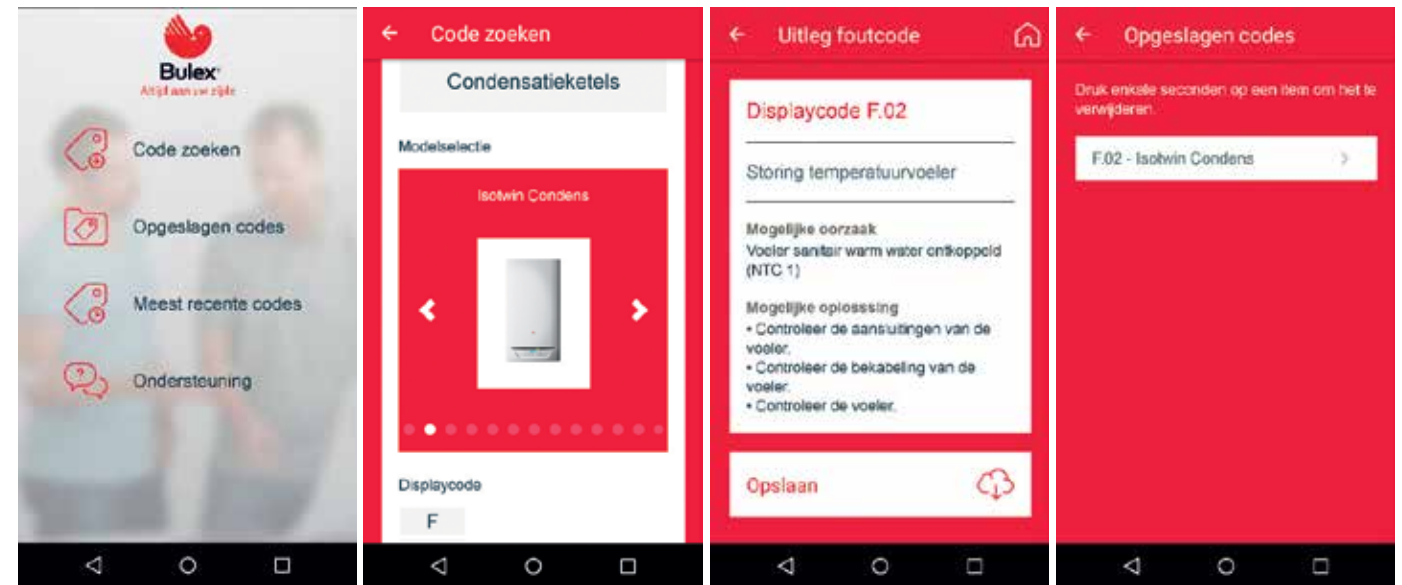 Bulex
Altijd aan uw zijde
Code zoeken
Opgeslagen codes
Meest recente codes
Ondersteuning
Code zoeken
Condensatieketels
Modelselectie
Isotwin Condens
Displaycode
F
Uitleg foutcode
Displaycode F.02
Storing temperatuurvoeler
Mogelijke oorzaak
Voeler sanitair warm water ontkoppeld
(NTC 1)
Mogelijke oplosssing
• Controleer de aansluitingen van de
voeler.
• Controleer de bekabeling van de
voeler.
• Controleer de voeler.
Opslaan
Opgeslagen codes
Druk enkele seconden op een item om het te
verwijderen.
F.02 - Isotwin Condens